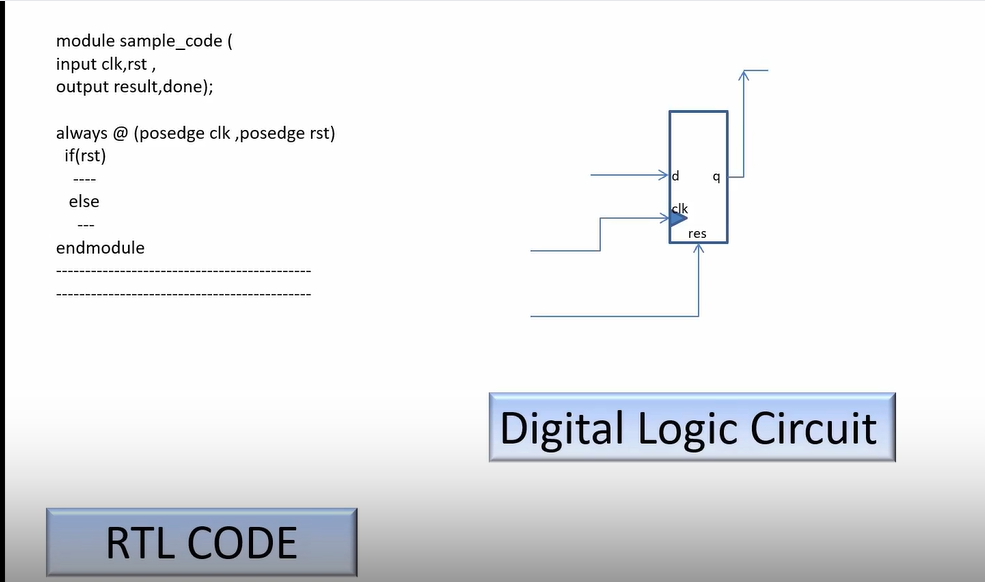 module sample_code (
input clk,rst ,
output result,done);
always @ (posedge clk ,posedge rst)
if(rst)
----
else
---
endmodule
--------------------------------------------
--------------------------------------------
d
q
clk
res
Digital Logic Circuit
RTL CODE